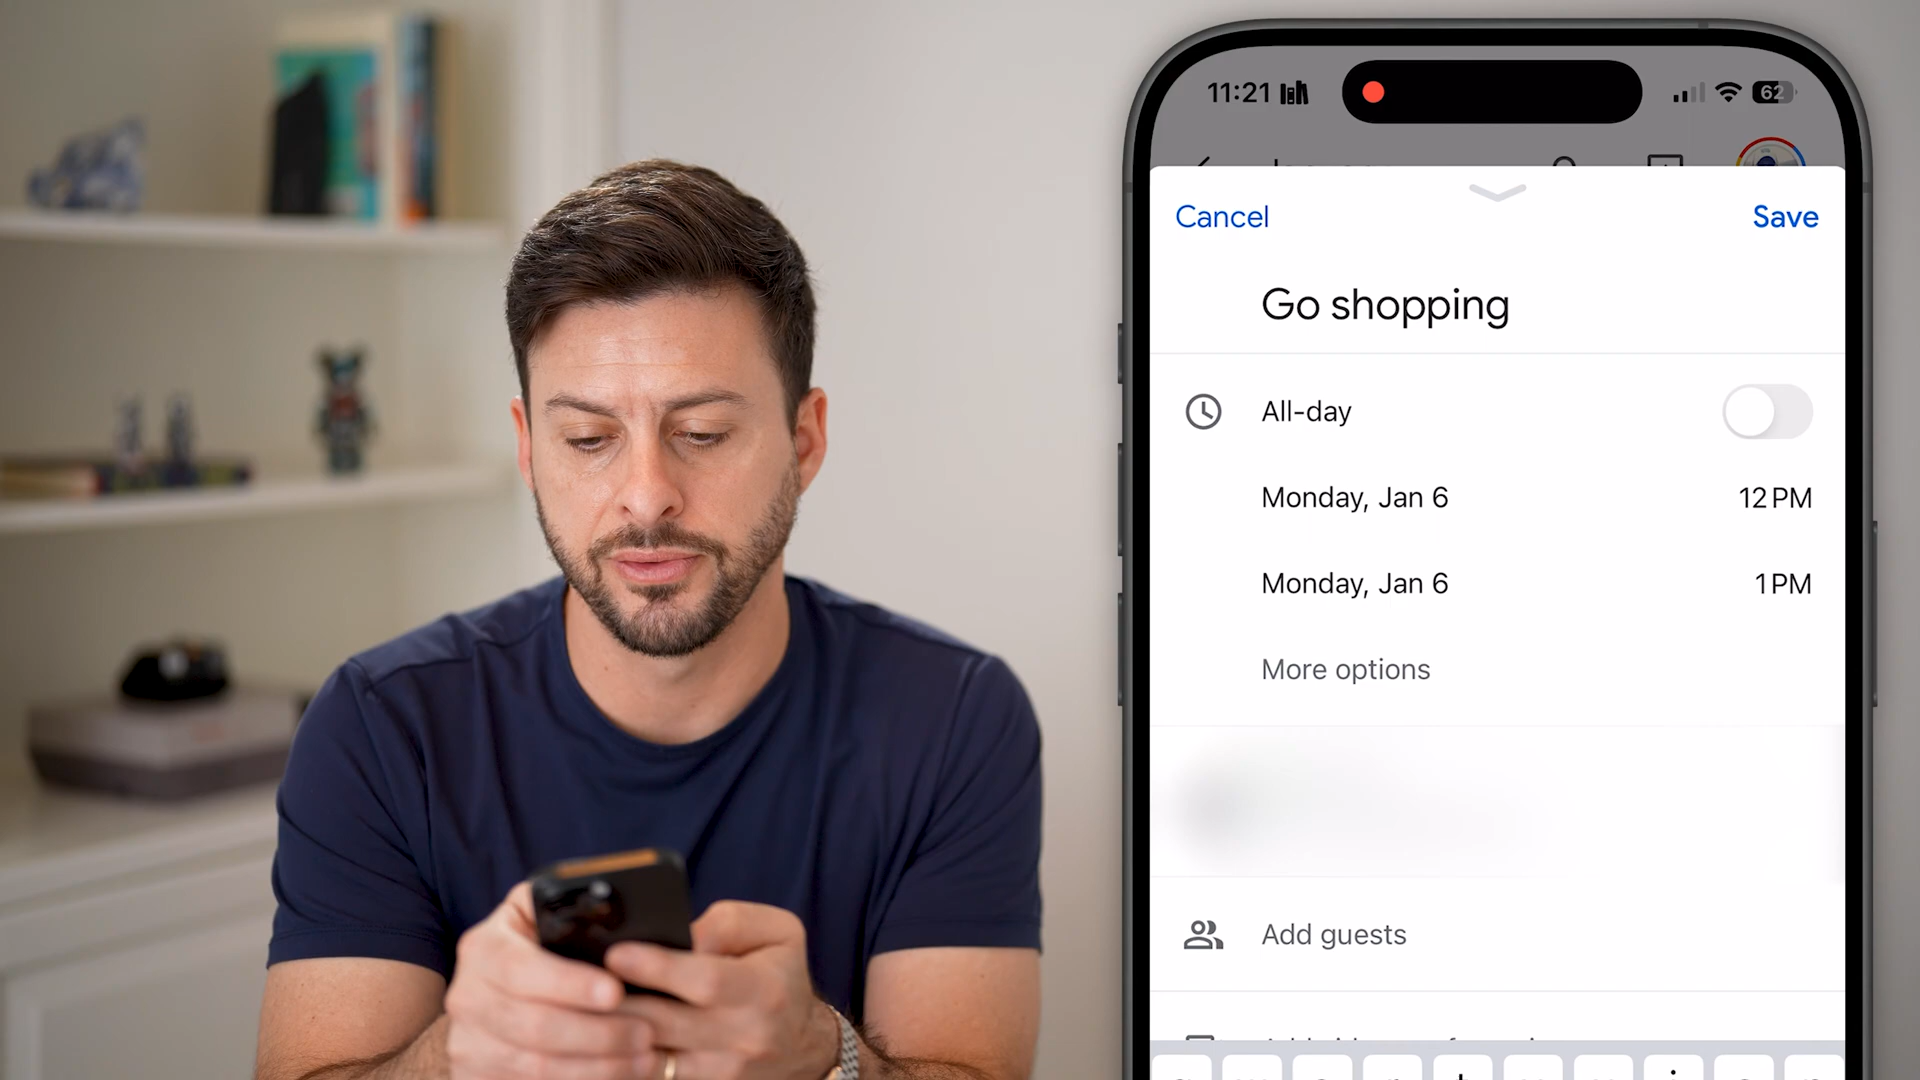 11:21
62
Cancel
Save
Go shopping
All-day
Monday, Jan 6
12 PM
Monday, Jan 6
1 PM
More options
Add guests